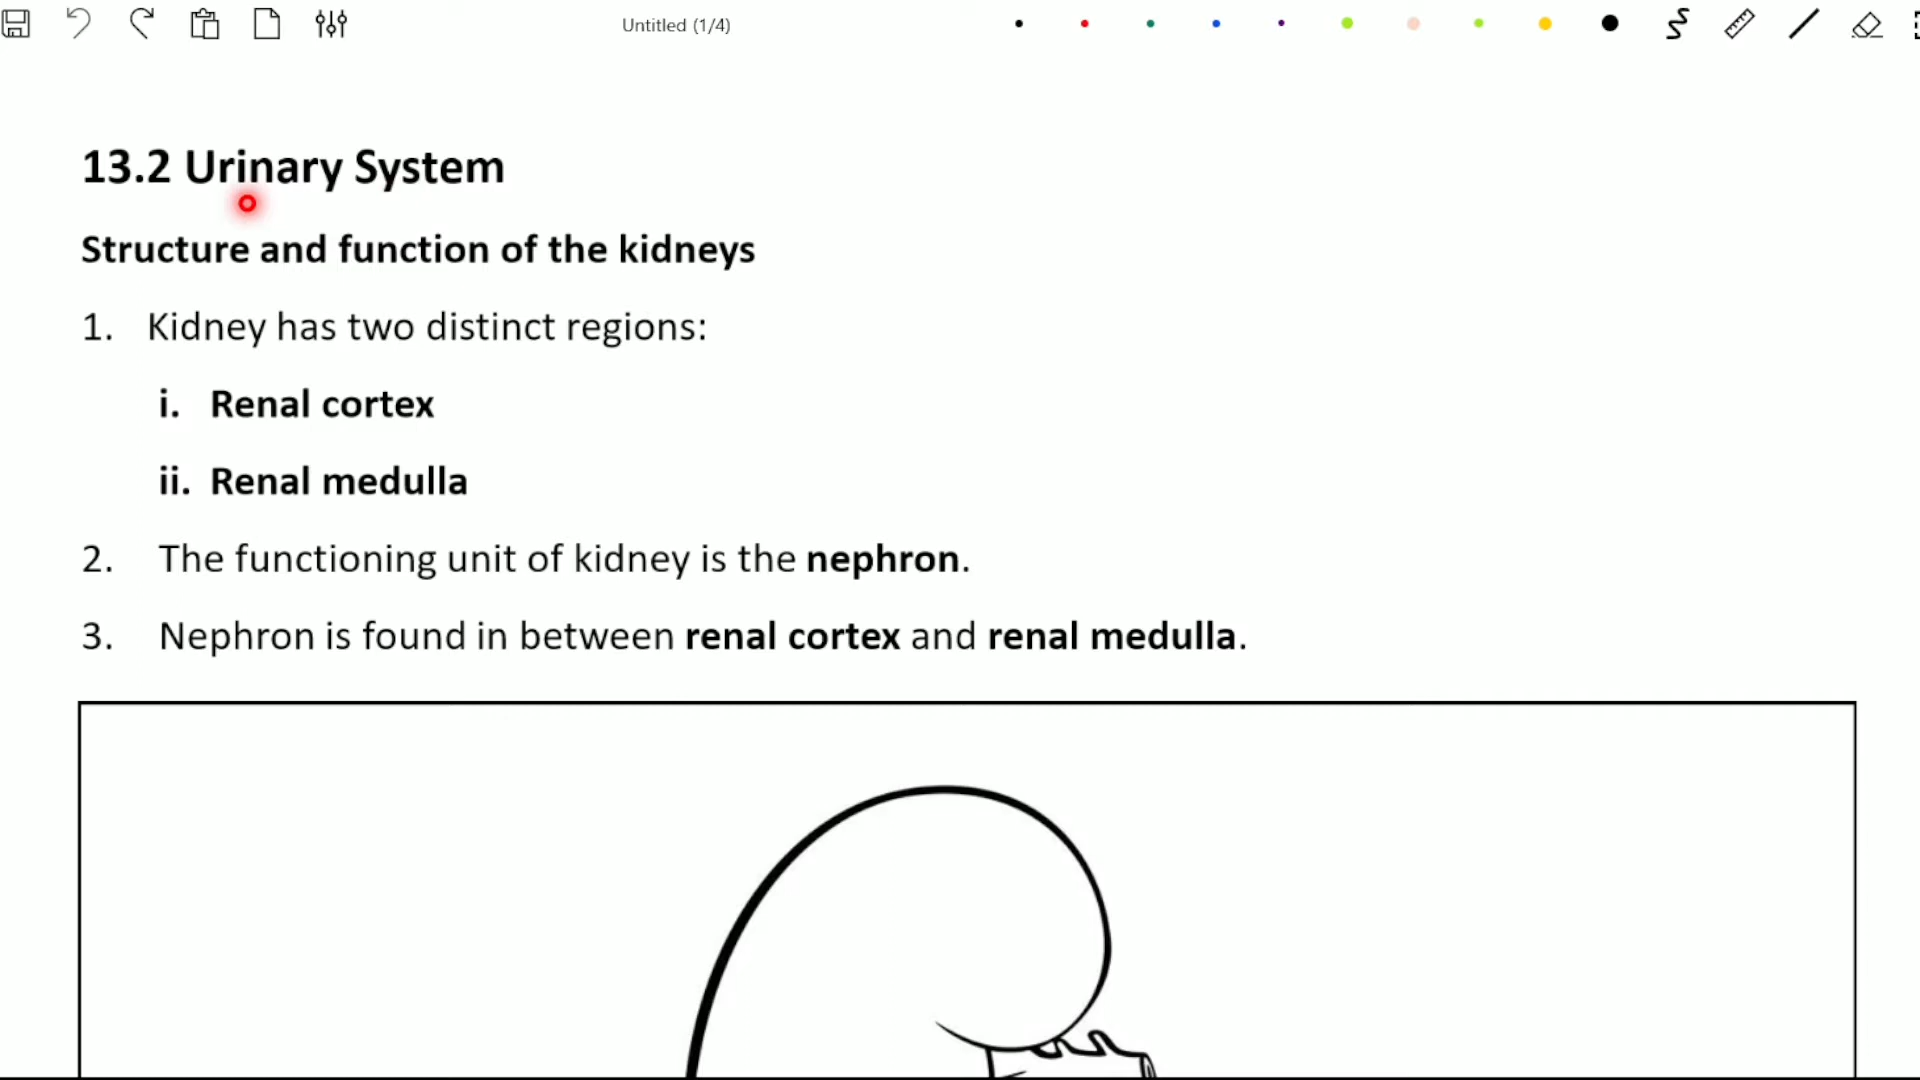 Untitled (1/4)
13.2 Urinary System
Structure and function of the kidneys
1. Kidney has two distinct regions:
i. Renal cortex
ii. Renal medulla
2. The functioning unit of kidney is the nephron.
3. Nephron is found in between renal cortex and renal medulla.